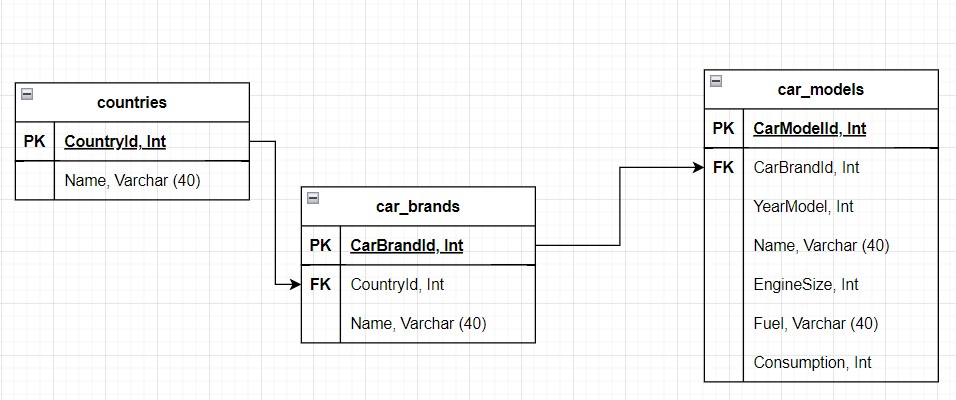 countries
PK CountryId, Int
Name, Varchar (40)
car_brands
PK CarBrandId, Int
FK CountryId, Int
Name, Varchar (40)
car_models
PK CarModelId, Int
FK CarBrandId, Int
YearModel, Int
Name, Varchar (40)
EngineSize, Int
Fuel, Varchar (40)
Consumption, Int